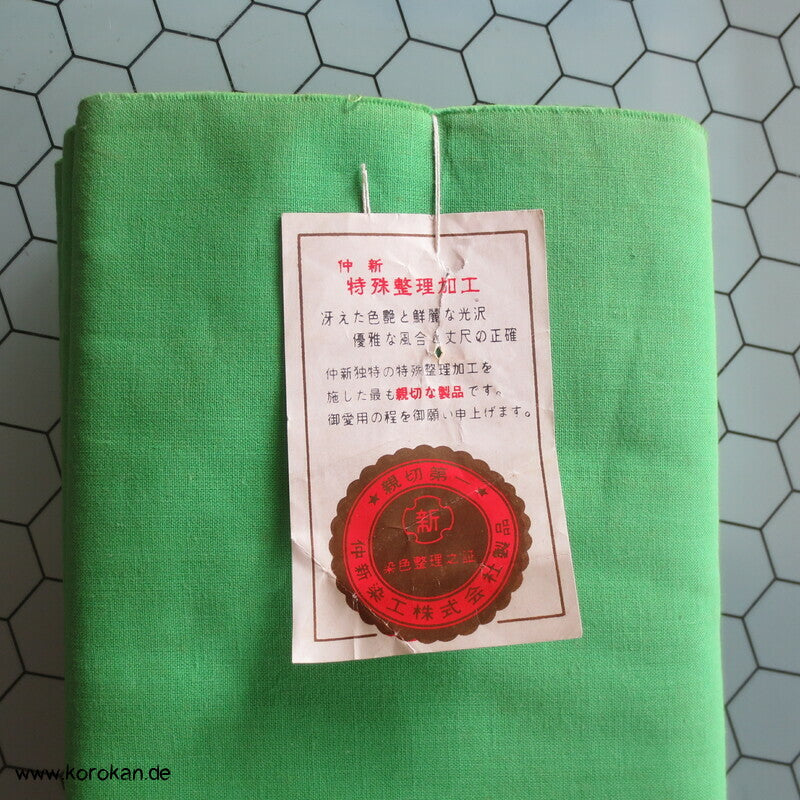 仲新
特殊整理加工
冴えた色艶と鮮麗な光沢
優雅な風合と丈尺の正確
仲新独特の特殊整理加工を
施した最も親切な製品です。
御愛用の程を御願い申上げます。
★親切第一★
新
染色整理之証
仲新染工株式会社製品
www.korokan.de